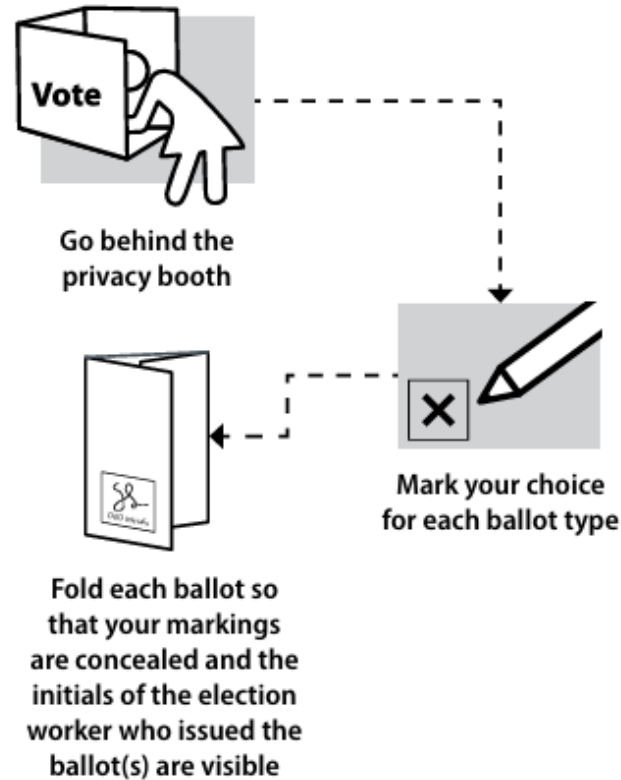 Vote
Go behind the
privacy booth
Mark your choice
for each ballot type
Fold each ballot so
that your markings
are concealed and the
initials of the election
worker who issued the
ballot(s) are visible